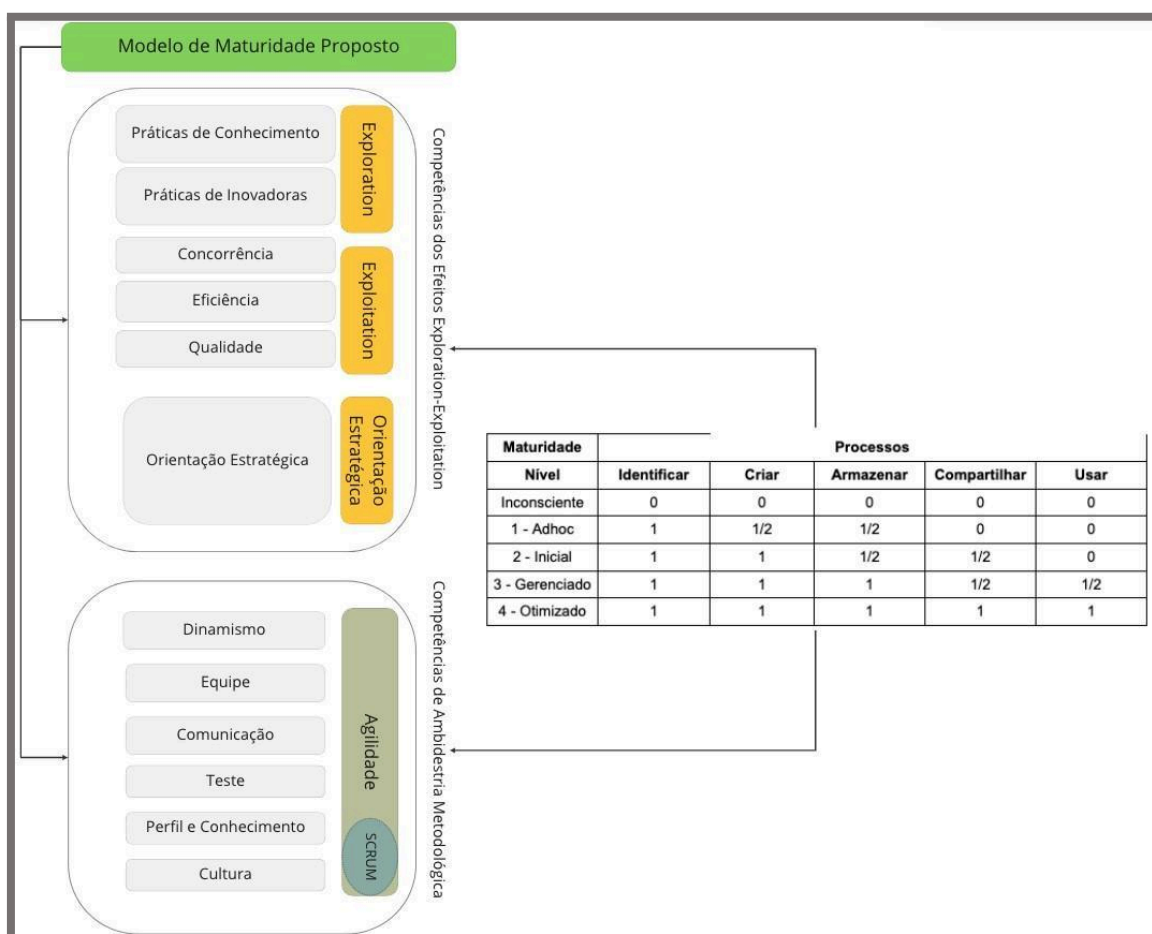 Modelo de Maturidade Proposto
Práticas de Conhecimento
Práticas de Inovadoras
Exploration
Concorrência
Eficiência
Qualidade
Exploitation
Orientação Estratégica
Orientação
Estratégica
Competências dos Efeitos Exploration-Exploitation
Maturidade Processos
Nível Identificar Criar Armazenar Compartilhar Usar
Inconsciente 0 0 0 0 0
1 - Adhoc 1 1/2 1/2 0 0
2 - Inicial 1 1 1/2 1/2 0
3 - Gerenciado 1 1 1 1/2 1/2
4 - Otimizado 1 1 1 1 1
Dinamismo
Equipe
Comunicação
Teste
Perfil e Conhecimento
Cultura
Agilidade
SCRUM
Competências de Ambidestria Metodológica